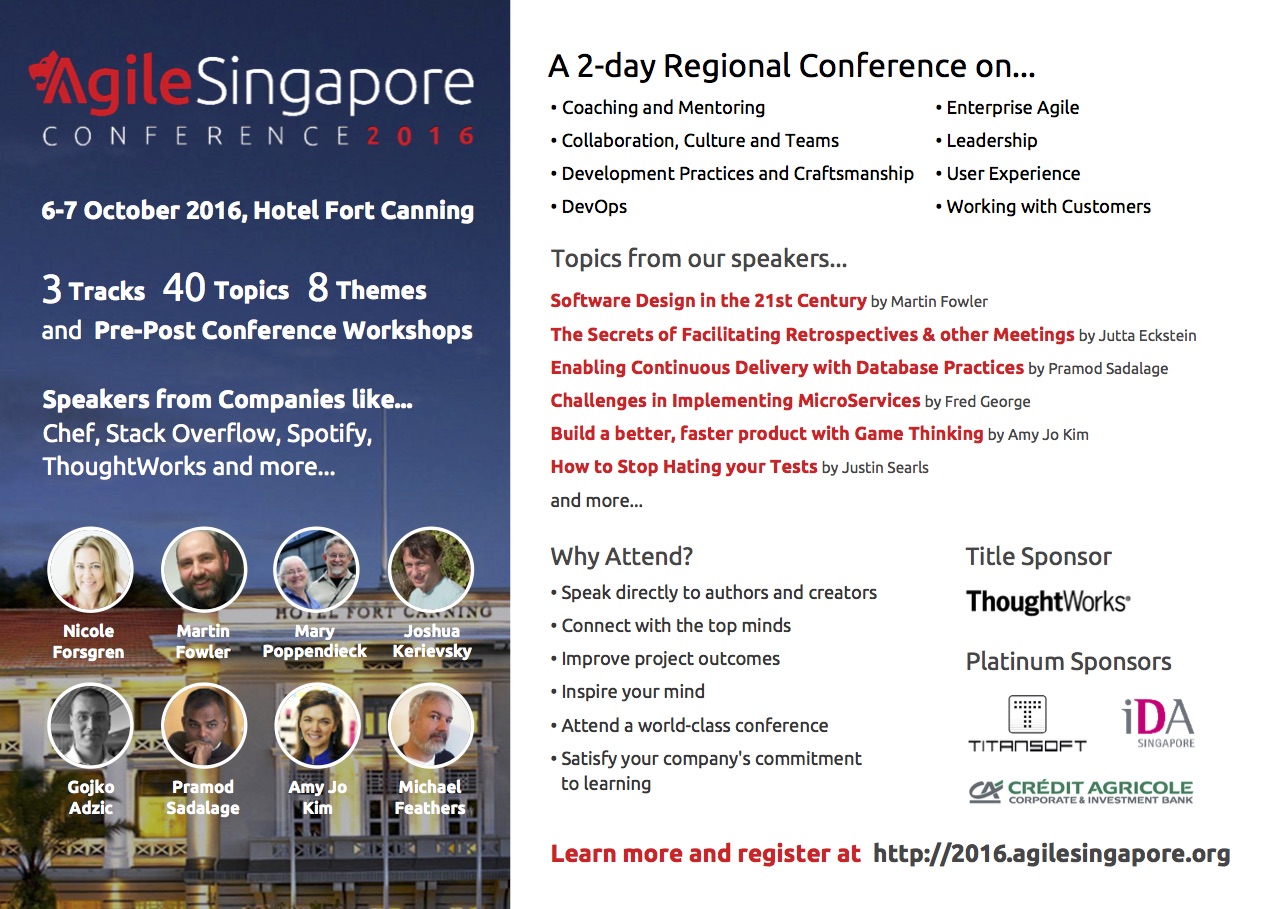 AgileSingapore
CONFERENCE2016
6-7 October 2016, Hotel Fort Canning
3 Tracks 40 Topics 8 Themes
and Pre-Post Conference Workshops
Speakers from Companies like...
Chef, Stack Overflow, Spotify,
ThoughtWorks and more...
HOTEL FORT CANNING
Nicole
Forsgren
Martin
Fowler
Mary
Poppendieck
Joshua
Kerievsky
Gojko
Adzic
Pramod
Sadalage
Amy Jo
Kim
Michael
Feathers
A 2-day Regional Conference on...
• Coaching and Mentoring
• Collaboration, Culture and Teams
• Development Practices and Craftsmanship
• DevOps
• Enterprise Agile
• Leadership
• User Experience
• Working with Customers
Topics from our speakers...
Software Design in the 21st Century by Martin Fowler
The Secrets of Facilitating Retrospectives & other Meetings by Jutta Eckstein
Enabling Continuous Delivery with Database Practices by Pramod Sadalage
Challenges in Implementing MicroServices by Fred George
Build a better, faster product with Game Thinking by Amy Jo Kim
How to Stop Hating your Tests by Justin Searls
and more...
Why Attend?
• Speak directly to authors and creators
• Connect with the top minds
• Improve project outcomes
• Inspire your mind
• Attend a world-class conference
• Satisfy your company's commitment
to learning
Title Sponsor
ThoughtWorks®
Platinum Sponsors
T
TITANSOFT
iDA
SINGAPORE
CA
CRÉDIT AGRICOLE
CORPORATE & INVESTMENT BANK
Learn more and register at http://2016.agilesingapore.org